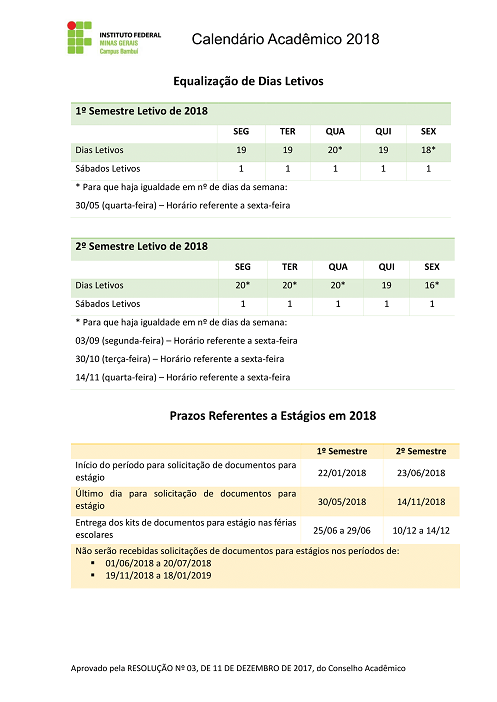 INSTITUTO FEDERAL
MINAS GERAIS
Campus Bambuí
Calendário Acadêmico 2018
Equalização de Dias Letivos
1º Semestre Letivo de 2018
SEG TER QUA QUI SEX
Dias Letivos 19 19 20* 19 18*
Sábados Letivos 1 1 1 1 1
* Para que haja igualdade em nº de dias da semana:
30/05 (quarta-feira) – Horário referente a sexta-feira
2º Semestre Letivo de 2018
SEG TER QUA QUI SEX
Dias Letivos 20* 20* 20* 19 16*
Sábados Letivos 1 1 1 1 1
* Para que haja igualdade em nº de dias da semana:
03/09 (segunda-feira) – Horário referente a sexta-feira
30/10 (terça-feira) – Horário referente a sexta-feira
14/11 (quarta-feira) – Horário referente a sexta-feira
Prazos Referentes a Estágios em 2018
1º Semestre 2º Semestre
Início do período para solicitação de documentos para
estágio 22/01/2018 23/06/2018
Último dia para solicitação de documentos para
estágio 30/05/2018 14/11/2018
Entrega dos kits de documentos para estágio nas férias
escolares 25/06 a 29/06 10/12 a 14/12
Não serão recebidas solicitações de documentos para estágios nos períodos de:
▪ 01/06/2018 a 20/07/2018
▪ 19/11/2018 a 18/01/2019
Aprovado pela RESOLUÇÃO Nº 03, DE 11 DE DEZEMBRO DE 2017, do Conselho Acadêmico